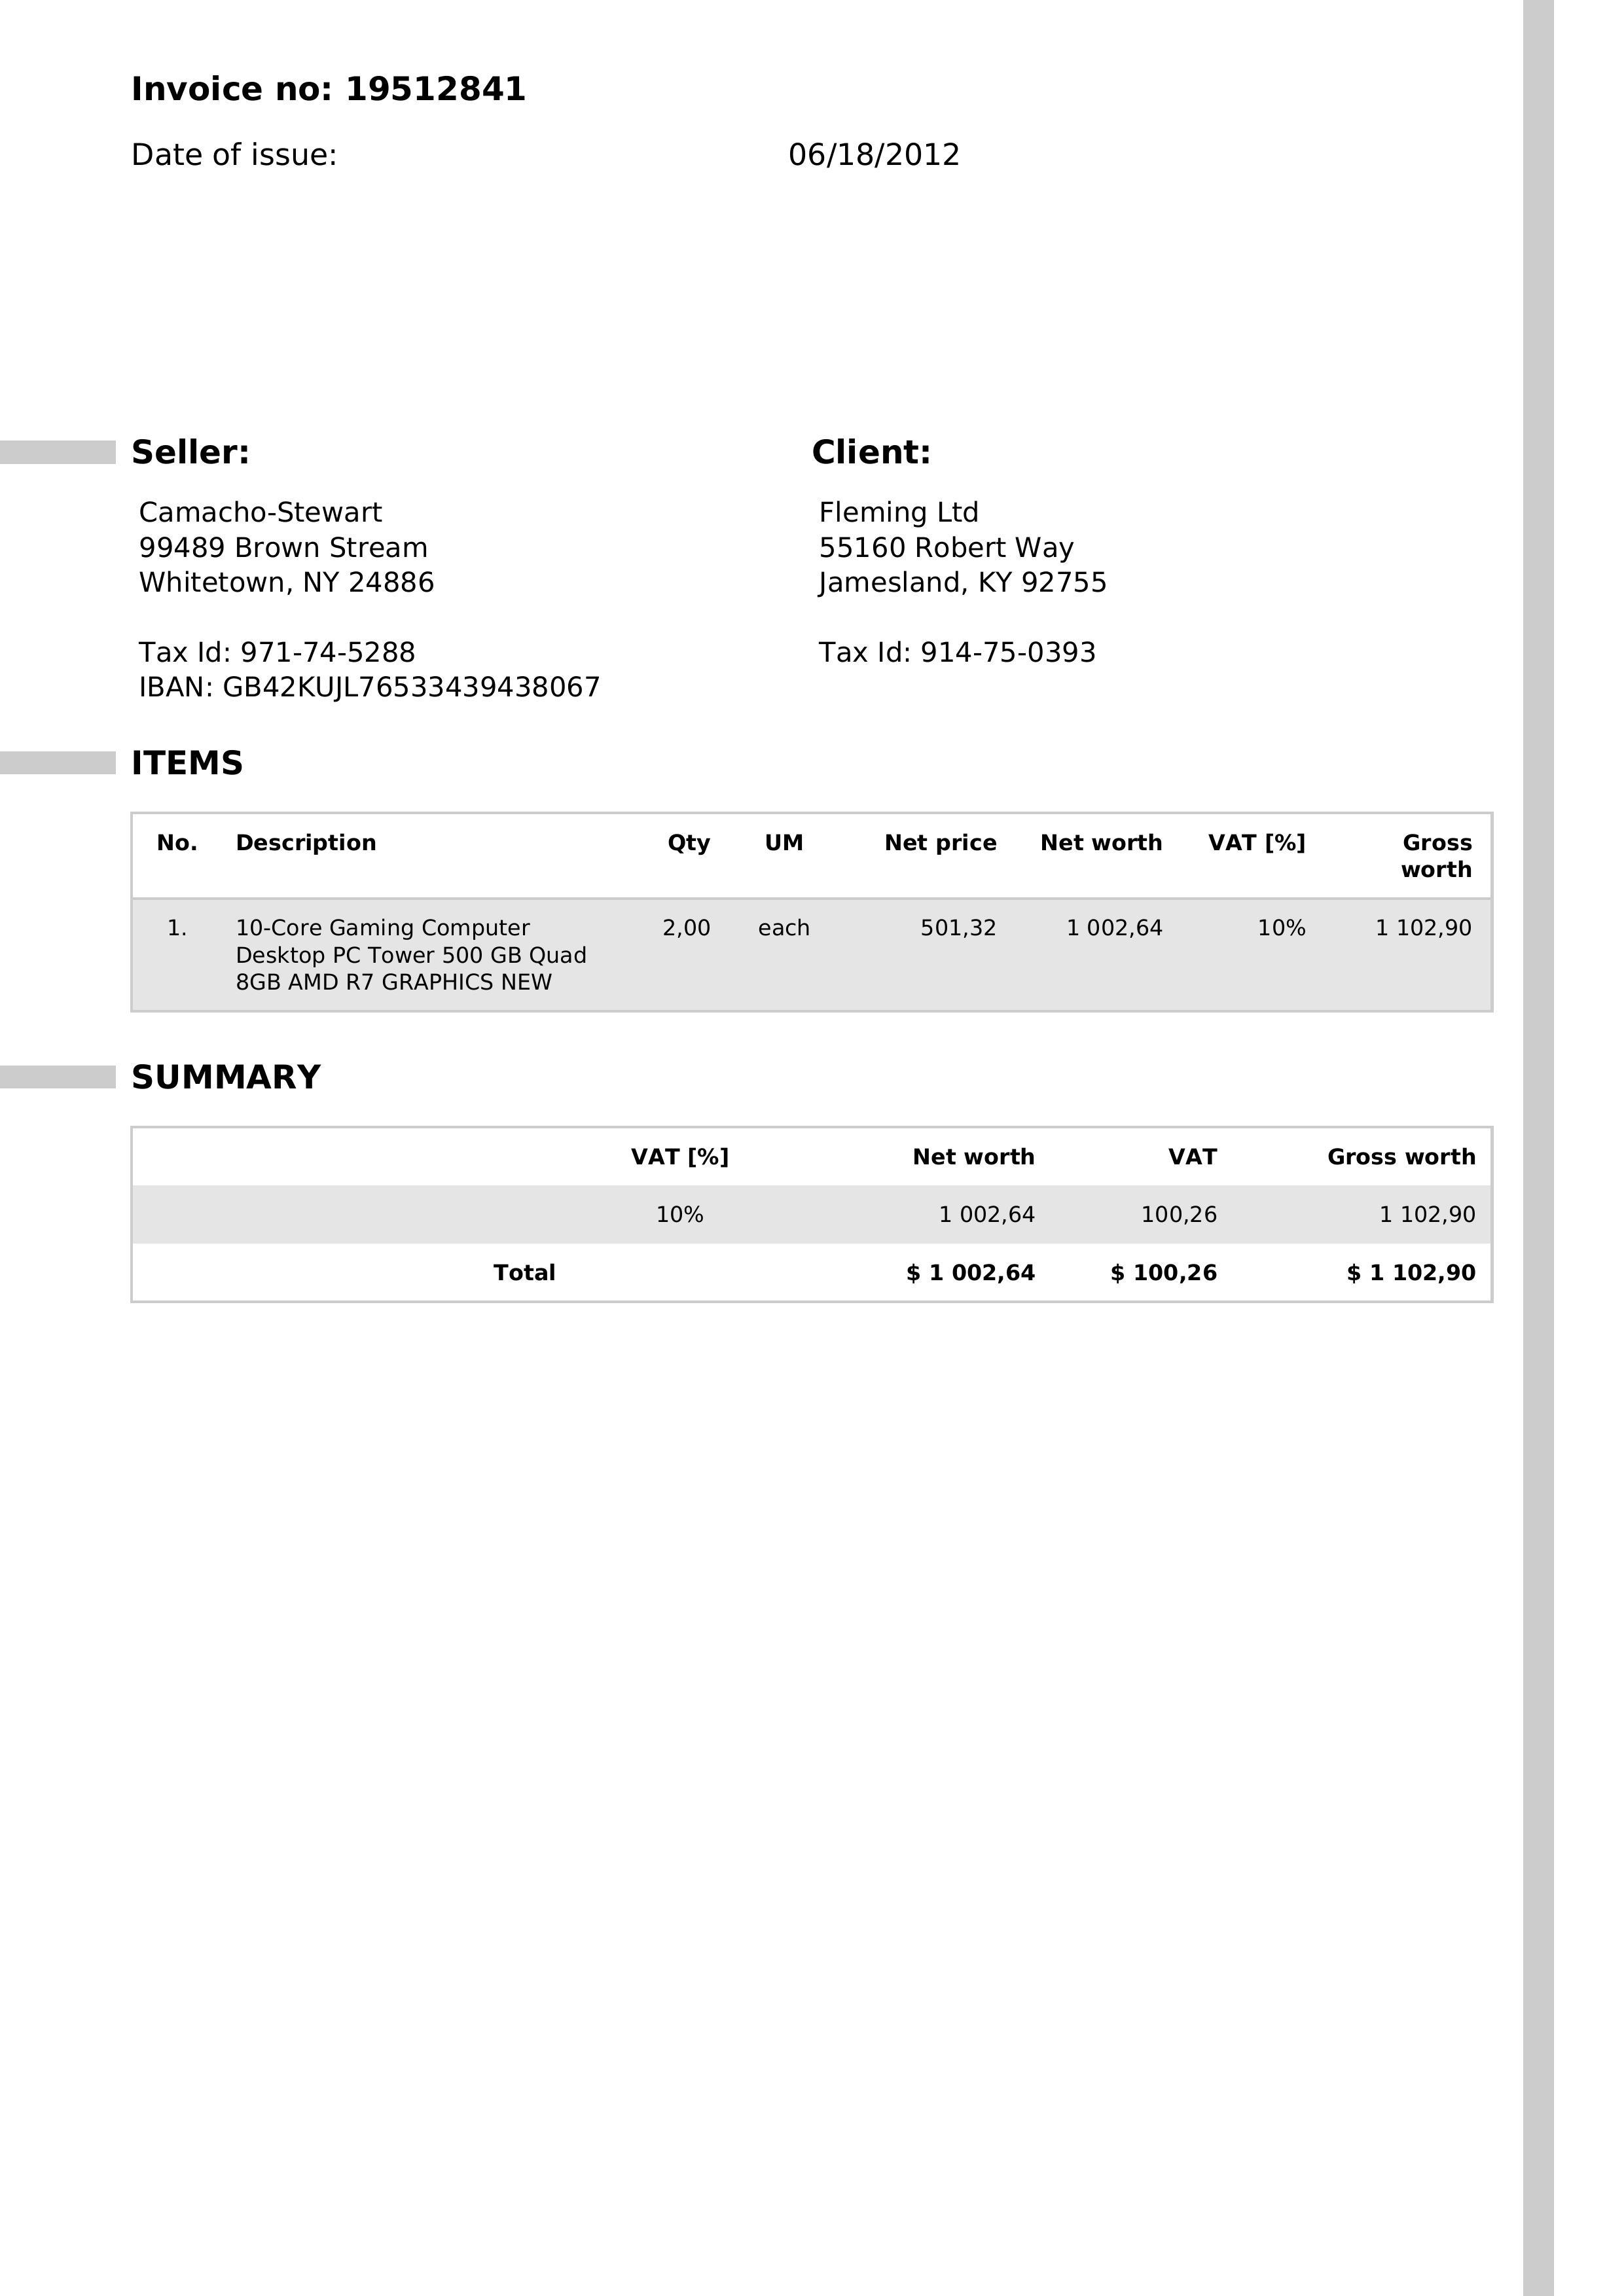 Invoice no: 19512841
Date of issue: 06/18/2012
Seller:
Camacho-Stewart
99489 Brown Stream
Whitetown, NY 24886
Tax Id: 971-74-5288
IBAN: GB42KUJL76533439438067
Client:
Fleming Ltd
55160 Robert Way
Jamesland, KY 92755
Tax Id: 914-75-0393
ITEMS
No. Description Qty UM Net price Net worth VAT [%] Gross
worth
1. 10-Core Gaming Computer 2,00 each 501,32 1 002,64 10% 1 102,90
Desktop PC Tower 500 GB Quad
8GB AMD R7 GRAPHICS NEW
SUMMARY
VAT [%] Net worth VAT Gross worth
10% 1 002,64 100,26 1 102,90
Total $ 1 002,64 $ 100,26 $ 1 102,90